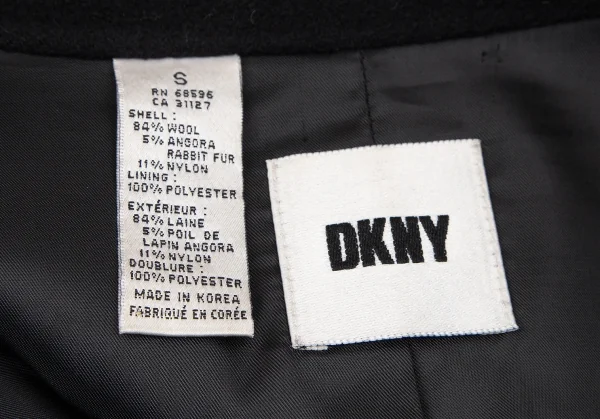 S
RN 68596
CA 31127
SHELL :
84% WOOL
5% ANGORA
RABBIT FUR
11% NYLON
LINING :
100% POLYESTER
EXTÉRIEUR :
84% LAINE
5% POIL DE
LAPIN ANGORA
11% NYLON
DOUBLURE :
100% POLYESTER
MADE IN KOREA
FABRIQUÉ EN CORÉE
DKNY